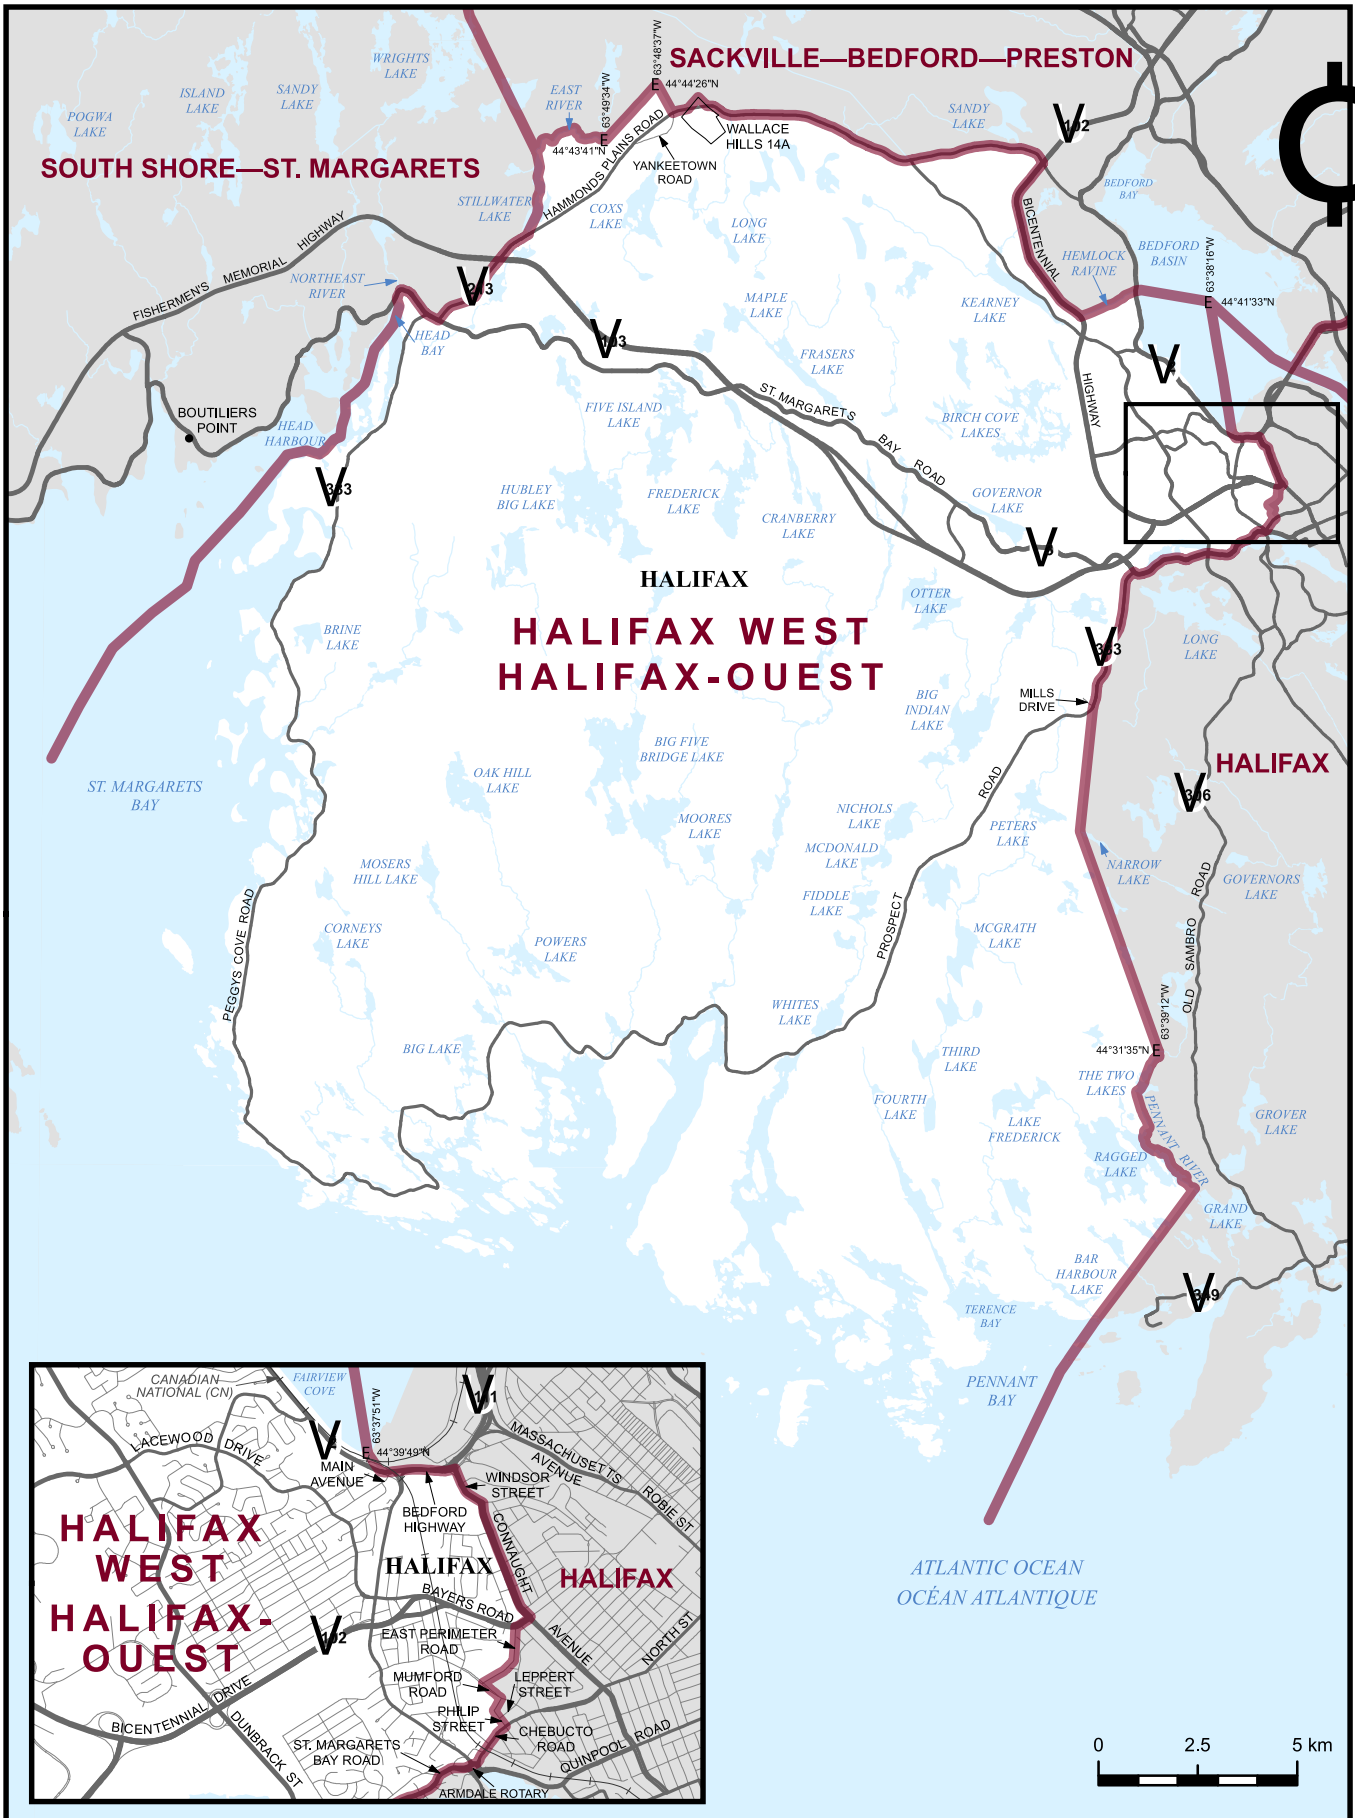 SACKVILLE—BEDFORD—PRESTON
SOUTH SHORE—ST. MARGARETS
WRIGHTS
LAKE
ISLAND
LAKE
SANDY
LAKE
POGWA
LAKE
EAST
RIVER
63°49'34"W
63°48'37"W
E
44°44'26"N
E
44°43'41"N
WALLACE
HILLS 14A
YANKEETOWN
ROAD
HAMMONDS PLAINS ROAD
SANDY
LAKE
102
BEDFORD
BAY
STILLWATER
LAKE
COXS
LAKE
LONG
LAKE
BICENTENNIAL
HIGHWAY
HEMLOCK
RAVINE
BEDFORD
BASIN
63°38'16"W
E
44°41'33"N
FISHERMEN'S MEMORIAL HIGHWAY
NORTHEAST
RIVER
213
HEAD
BAY
103
MAPLE
LAKE
KEARNEY
LAKE
FRASERS
LAKE
2
BOUTILIERS
POINT
HEAD
HARBOUR
333
FIVE ISLAND
LAKE
ST. MARGARETS BAY ROAD
BIRCH COVE
LAKES
HUBLEY
BIG LAKE
FREDERICK
LAKE
CRANBERRY
LAKE
GOVERNOR
LAKE
3
HALIFAX
HALIFAX WEST
HALIFAX-OUEST
OTTER
LAKE
BRINE
LAKE
333
LONG
LAKE
MILLS
DRIVE
BIG
INDIAN
LAKE
BIG FIVE
BRIDGE LAKE
HALIFAX
ST. MARGARETS
BAY
OAK HILL
LAKE
306
MOORES
LAKE
NICHOLS
LAKE
PETERS
LAKE
MCDONALD
LAKE
MOSERS
HILL LAKE
NARROW
LAKE
GOVERNORS
LAKE
FIDDLE
LAKE
PROSPECT ROAD
PEGGYS COVE ROAD
CORNEYS
LAKE
POWERS
LAKE
MCGRATH
LAKE
OLD SAMBRO ROAD
WHITES
LAKE
63°39'12"W
44°31'35"N
E
BIG LAKE
THIRD
LAKE
THE TWO
LAKES
FOURTH
LAKE
LAKE
FREDERICK
PENNANT RIVER
GROVER
LAKE
RAGGED
LAKE
GRAND
LAKE
BAR
HARBOUR
LAKE
349
TERENCE
BAY
PENNANT
BAY
ATLANTIC OCEAN
OCÉAN ATLANTIQUE
CANADIAN
NATIONAL (CN)
FAIRVIEW
COVE
63°37'51"W
E
44°39'49"N
111
2
LACEWOOD DRIVE
MAIN
AVENUE
MASSACHUSETTS
AVENUE
WINDSOR
STREET
ROBIE ST
BEDFORD
HIGHWAY
CONNAUGHT
AVENUE
HALIFAX
WEST
HALIFAX-
OUEST
HALIFAX
HALIFAX
BAYERS ROAD
102
EAST PERIMETER
ROAD
NORTH ST
MUMFORD
ROAD
LEPPERT
STREET
PHILIP
STREET
CHEBUCTO
ROAD
BICENTENNIAL DRIVE
DUNBRACK ST
ST. MARGARETS
BAY ROAD
QUINPOOL ROAD
ARMDALE ROTARY
0 2.5 5 km